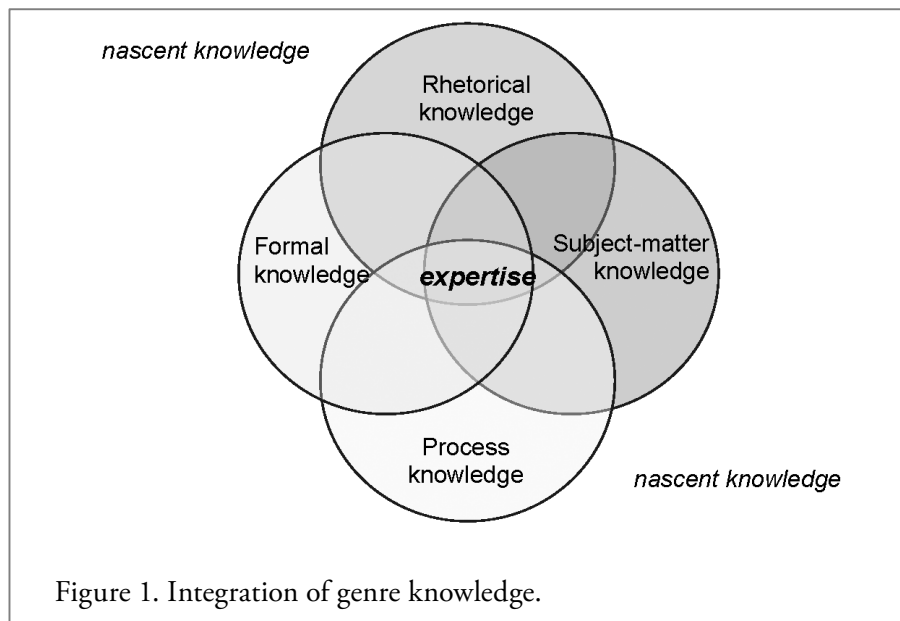 nascent knowledge
Rhetorical
knowledge
Formal
knowledge
Subject-matter
knowledge
expertise
Process
knowledge
nascent knowledge
Figure 1. Integration of genre knowledge.